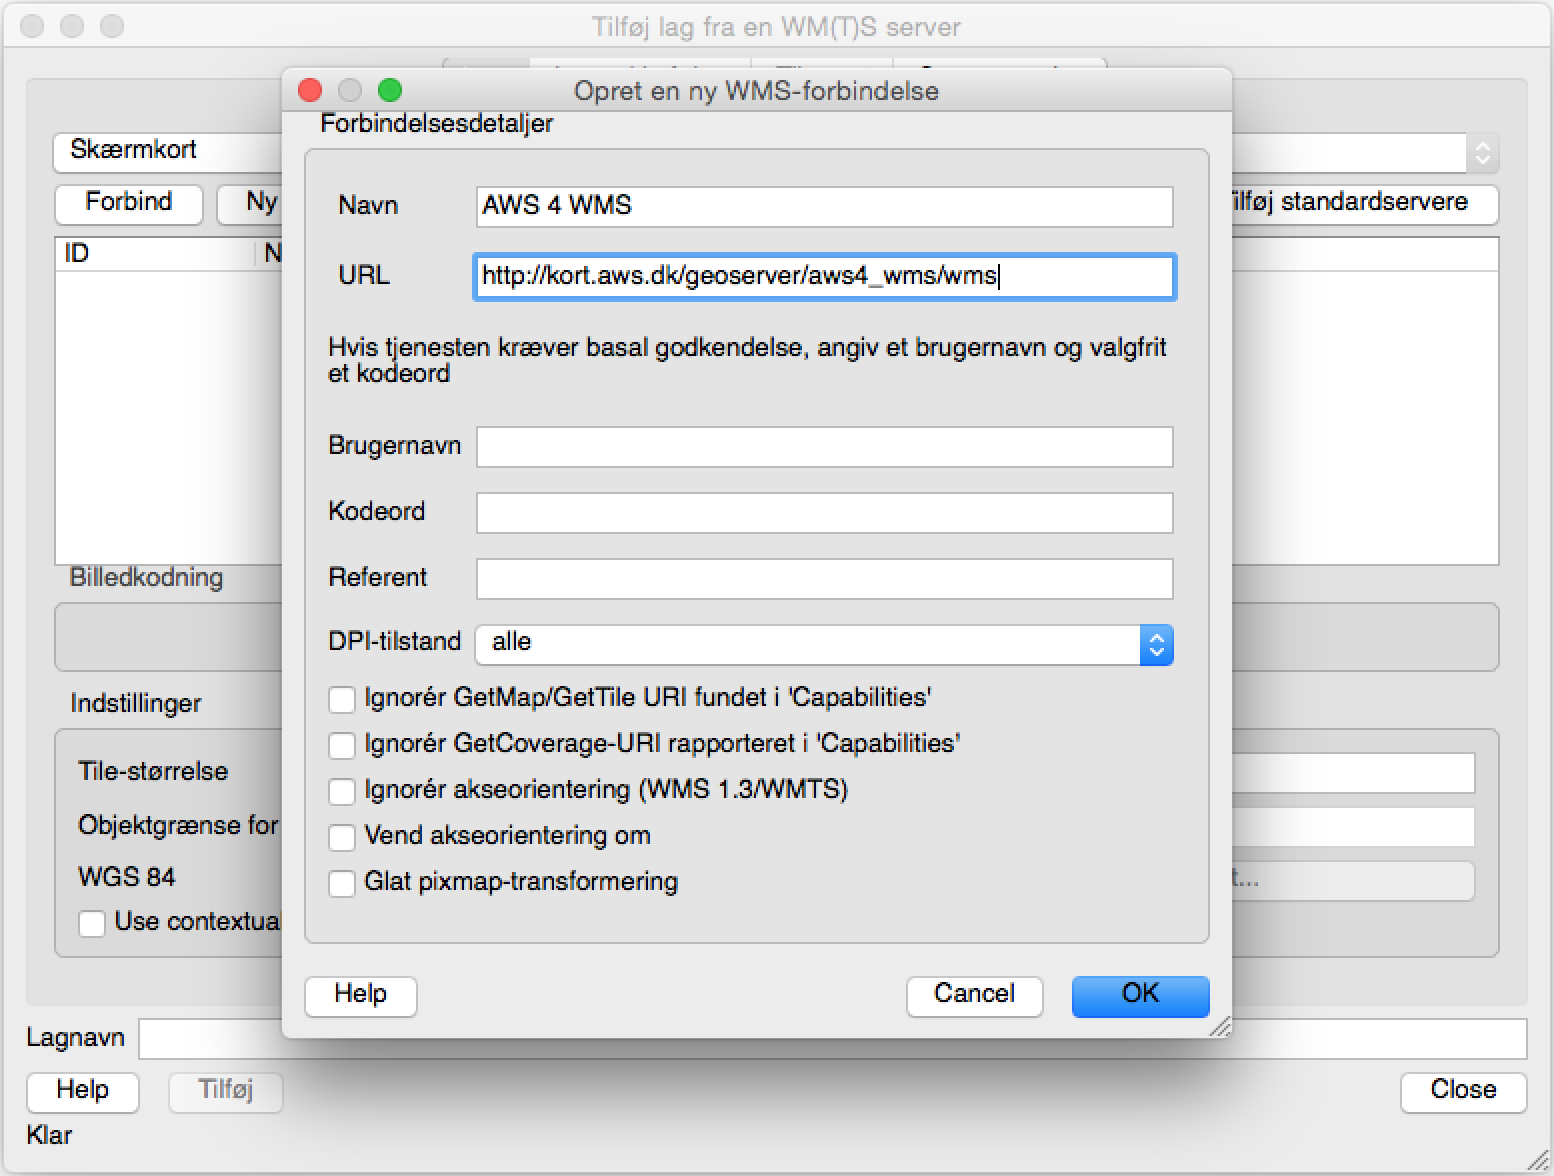 Tilføj lag fra en WM(T)S server
Opret en ny WMS-forbindelse
Forbindelsesdetaljer
Skærmkort
Forbind
Ny
ilføj standardservere
ID
N
Navn
AWS 4 WMS
URL
http://kort.aws.dk/geoserver/aws4_wms/wms
Hvis tjenesten kræver basal godkendelse, angiv et brugernavn og valgfrit
et kodeord
Brugernavn
Kodeord
Referent
DPI-tilstand
alle
Ignorér GetMap/GetTile URI fundet i 'Capabilities'
Ignorér GetCoverage-URI rapporteret i 'Capabilities'
Ignorér akseorientering (WMS 1.3/WMTS)
Vend akseorientering om
Glat pixmap-transformering
Help
Cancel
OK
Billedkodning
Indstillinger
Tile-størrelse
Objektgrænse for
WGS 84
t...
Use contextual
Lagnavn
Help
Tilføj
Close
Klar